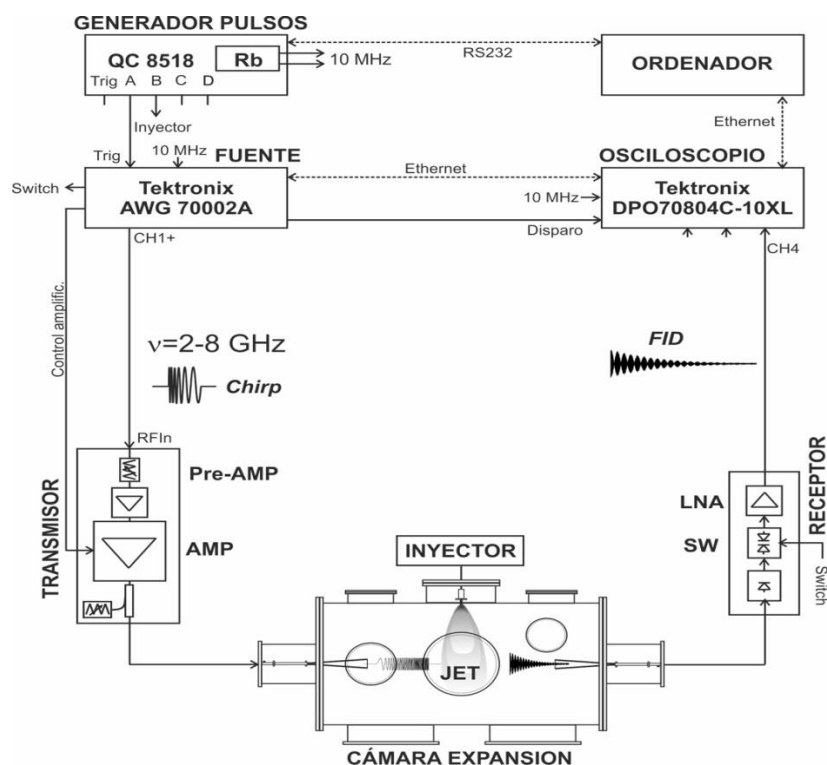 GENERADOR PULSOS
QC 8518
Rb
10 MHz
Trig A B C D
Inyector
RS232
ORDENADOR
Ethernet
Trig
10 MHz
FUENTE
Switch
Tektronix
AWG 70002A
CH1+
Control amplific.
Ethernet
Disparo
OSCILOSCOPIO
10 MHz
Tektronix
DPO70804C-10XL
CH4
ν=2-8 GHz
Chirp
FID
RFIn
TRANSMISOR
Pre-AMP
AMP
RECEPTOR
LNA
SW
Switch
INYECTOR
JET
CÁMARA EXPANSION